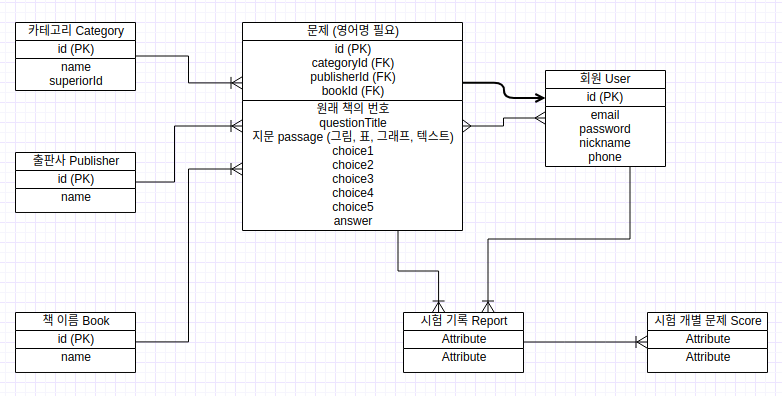 카테고리 Category
id (PK)
name
superiorId
출판사 Publisher
id (PK)
name
책 이름 Book
id (PK)
name
문제 (영어명 필요)
id (PK)
categoryId (FK)
publisherId (FK)
bookId (FK)
원래 책의 번호
questionTitle
지문 passage (그림, 표, 그래프, 텍스트)
choice1
choice2
choice3
choice4
choice5
answer
회원 User
id (PK)
email
password
nickname
phone
시험 기록 Report
Attribute
Attribute
시험 개별 문제 Score
Attribute
Attribute